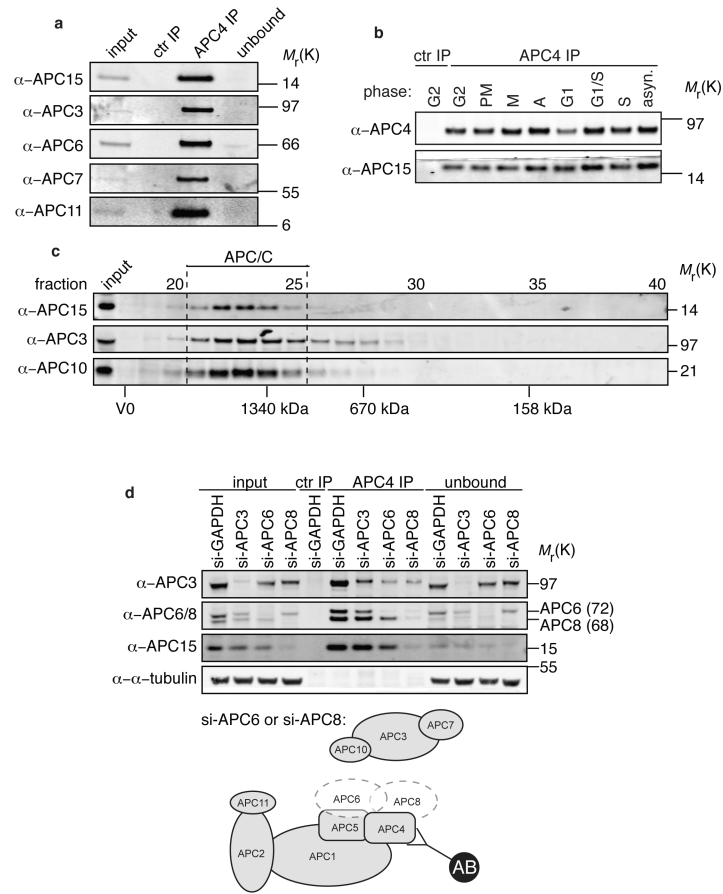 a
input ctr IP APC4 IP unbound
Mr(K)
α–APC15 14
α–APC3 97
α–APC6 66
α–APC7
55
α–APC11
6
b
ctr IP APC4 IP
phase: G2 G2 PM M A G1 G1/S S asyn. Mr(K)
α–APC4 97
α–APC15
14
c
APC/C
fraction input 20 25 30 35 40 Mr(K)
α–APC15 14
α–APC3 97
α–APC10 21
V0 1340 kDa 670 kDa 158 kDa
d
input ctr IP APC4 IP unbound
si-GAPDH si-APC3 si-APC6 si-APC8 si-GAPDH si-GAPDH si-APC3 si-APC6 si-APC8 si-GAPDH si-APC3 si-APC6 si-APC8 Mr(K)
α–APC3 97
α–APC6/8 APC6 (72)
APC8 (68)
α–APC15 15
55
α–α–tubulin
si-APC6 or si-APC8:
APC10 APC3 APC7
APC6 APC8
APC11
APC5 APC4
APC2 APC1
AB